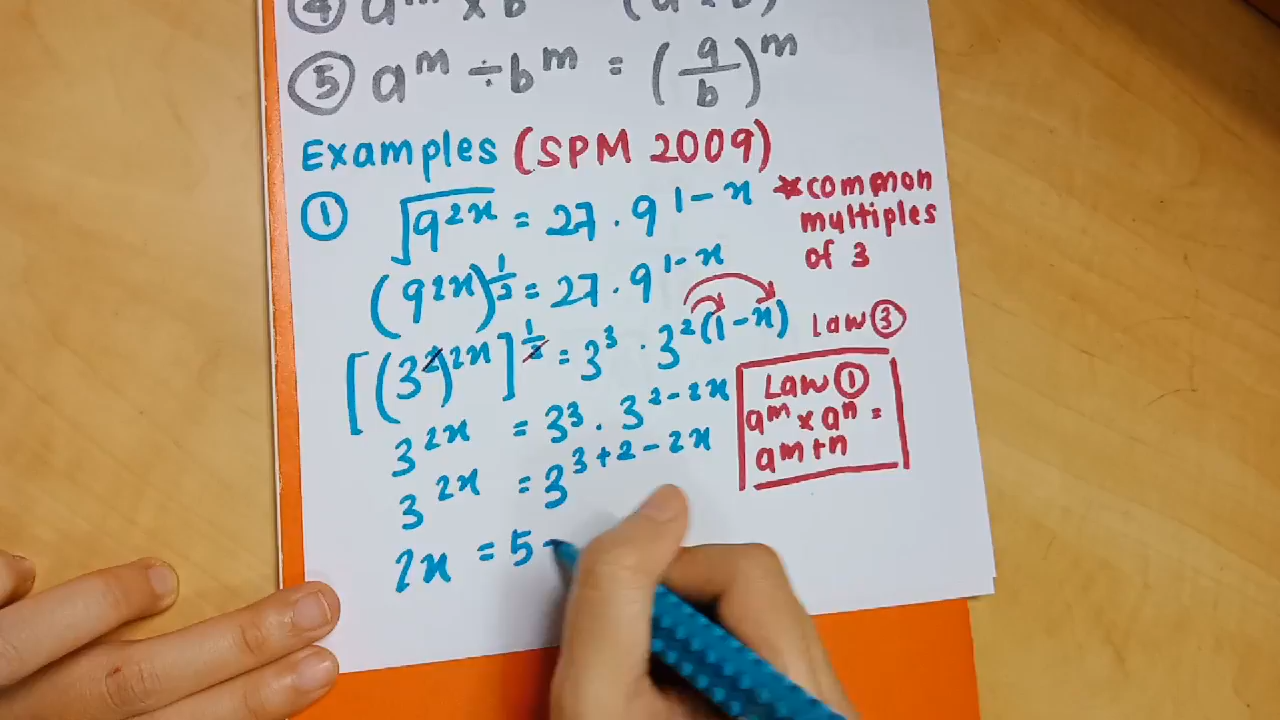 ④ aᵐ × b
⑤ aᵐ ÷ bᵐ = (a/b)ᵐ
Examples (SPM 2009)
① √9²ˣ = 27 · 9¹⁻ˣ
* common
multiples
of 3
(9²ˣ)^½ = 27 · 9¹⁻ˣ
[(3²)²ˣ]^½ = 3³ · 3²⁽¹⁻ˣ⁾ Law ③
3²ˣ = 3³ · 3²⁻²ˣ
3²ˣ = 3³⁺²⁻²ˣ
2x = 5-
Law ①
aᵐ × aⁿ =
aᵐ⁺ⁿ